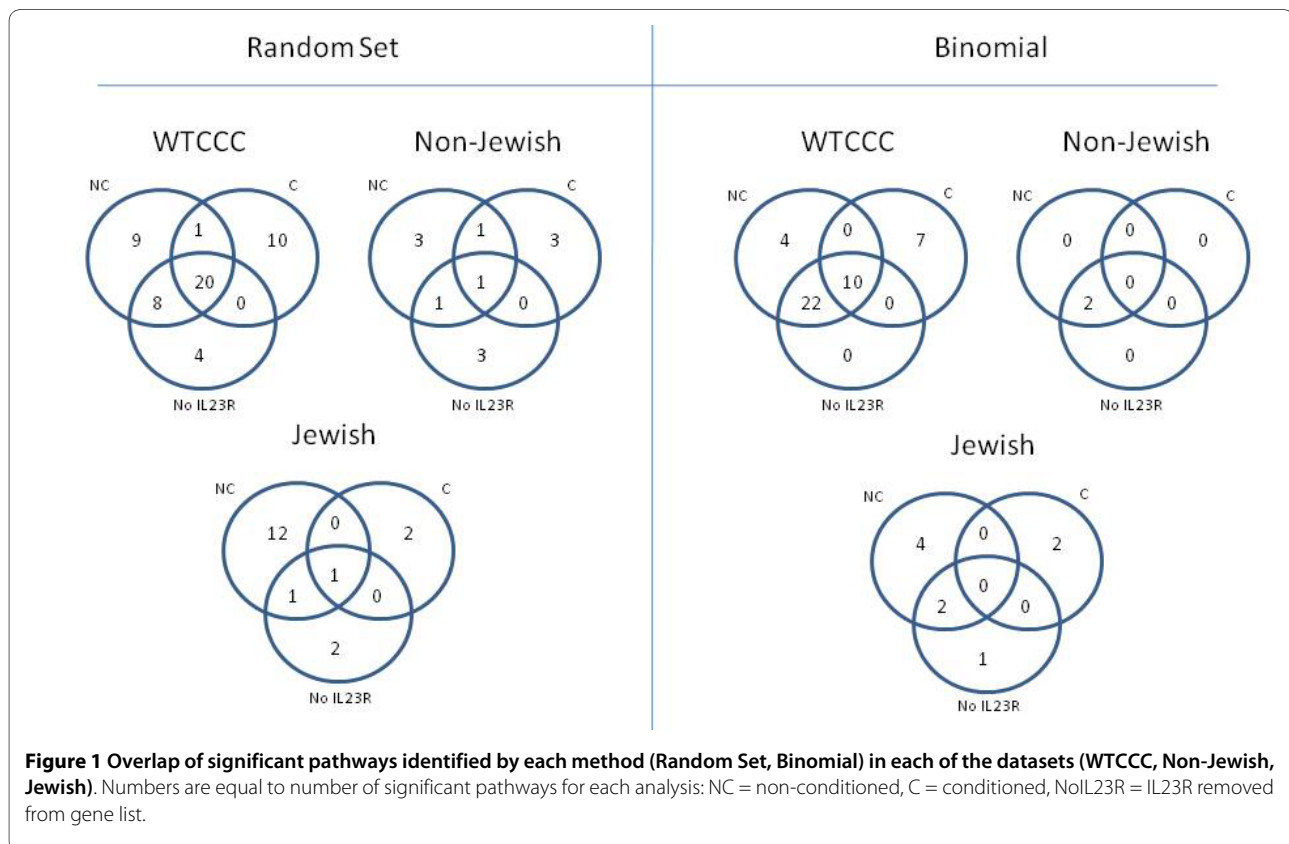 Random Set
Binomial
WTCCC
Non-Jewish
NC
C
9
1
10
20
8
0
4
No IL23R
NC
C
3
1
3
1
1
0
3
No IL23R
Jewish
NC
C
12
0
2
1
1
0
2
No IL23R
WTCCC
Non-Jewish
NC
C
4
0
7
10
22
0
0
No IL23R
NC
C
0
0
0
0
2
0
0
No IL23R
Jewish
NC
C
4
0
2
0
2
0
1
No IL23R
Figure 1 Overlap of significant pathways identified by each method (Random Set, Binomial) in each of the datasets (WTCCC, Non-Jewish,
Jewish). Numbers are equal to number of significant pathways for each analysis: NC = non-conditioned, C = conditioned, NoIL23R = IL23R removed
from gene list.